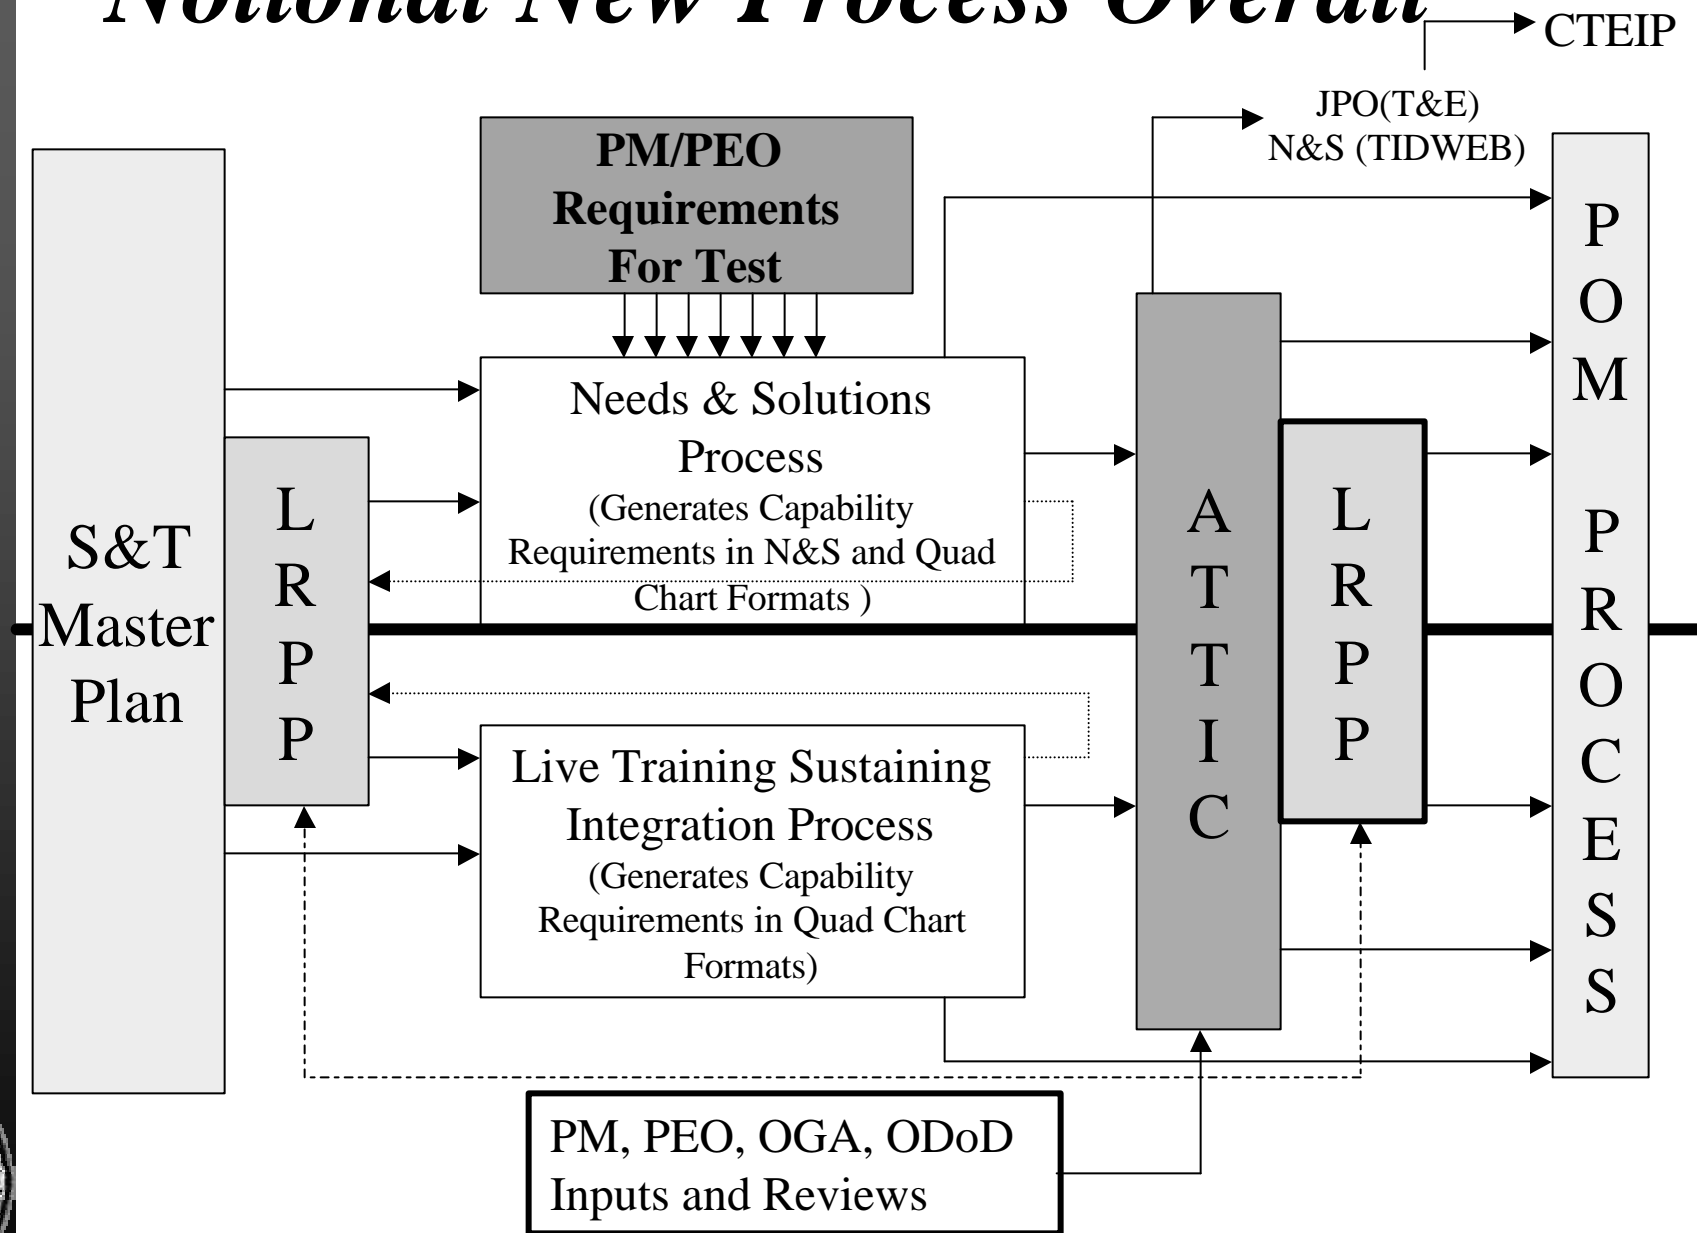 Notional New Process Overall
CTEIP
JPO(T&E)
N&S (TIDWEB)
PM/PEO
Requirements
For Test
S&T
Master
Plan
L
R
P
P
Needs & Solutions
Process
(Generates Capability
Requirements in N&S and Quad
Chart Formats )
Live Training Sustaining
Integration Process
(Generates Capability
Requirements in Quad Chart
Formats)
A
T
T
I
C
L
R
P
P
P
O
M
P
R
O
C
E
S
S
PM, PEO, OGA, ODoD
Inputs and Reviews